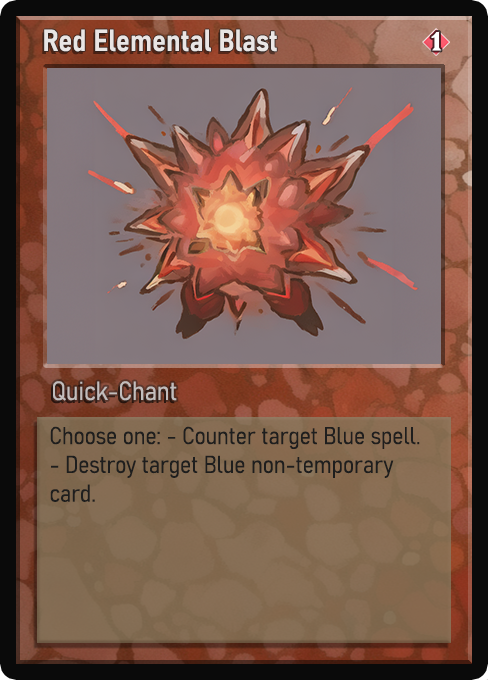 Red Elemental Blast
1
Quick-Chant
Choose one: - Counter target Blue spell.
- Destroy target Blue non-temporary
card.